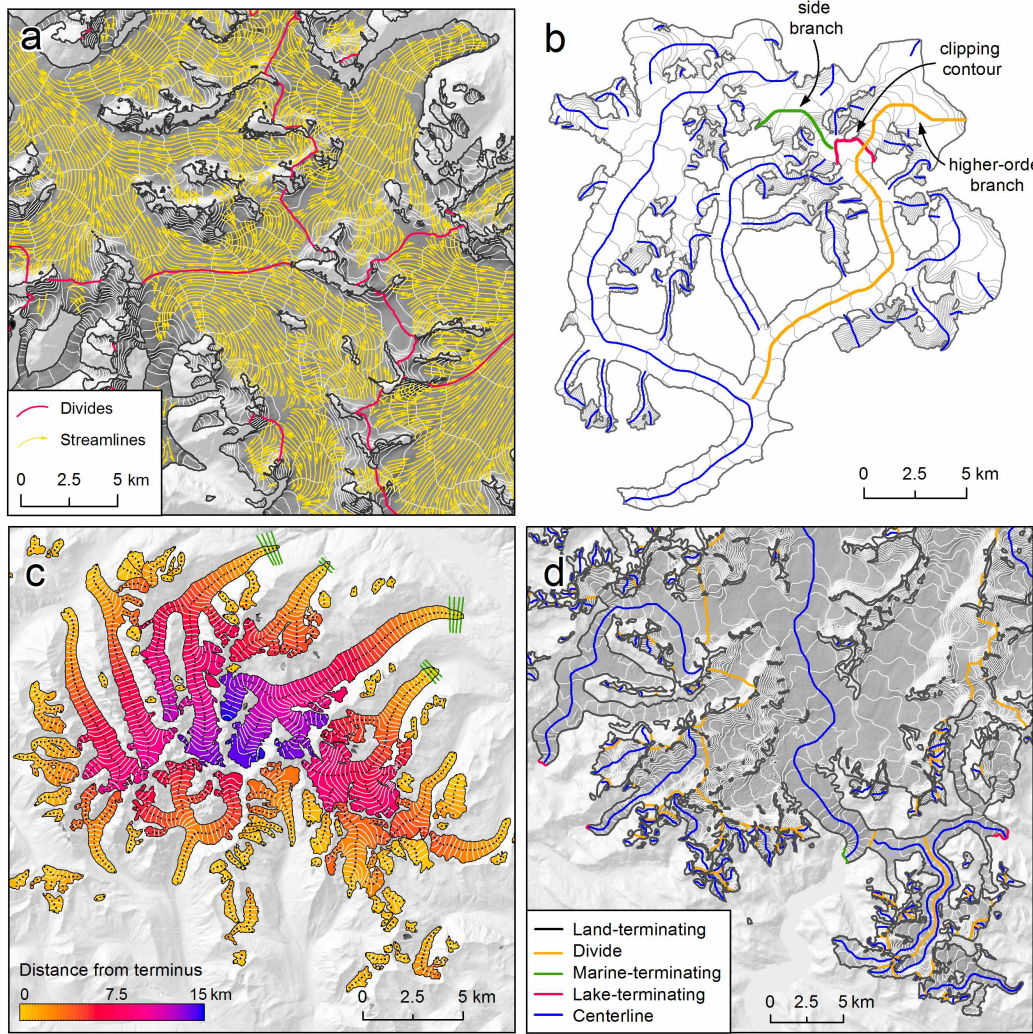 a
Divides
Streamlines
0 2.5 5 km
b
side
branch
clipping
contour
higher-orde
branch
0 2.5 5 km
c
Distance from terminus
0 7.5 15 km
0 2.5 5 km
d
Land-terminating
Divide
Marine-terminating
Lake-terminating
Centerline
0 2.5 5 km